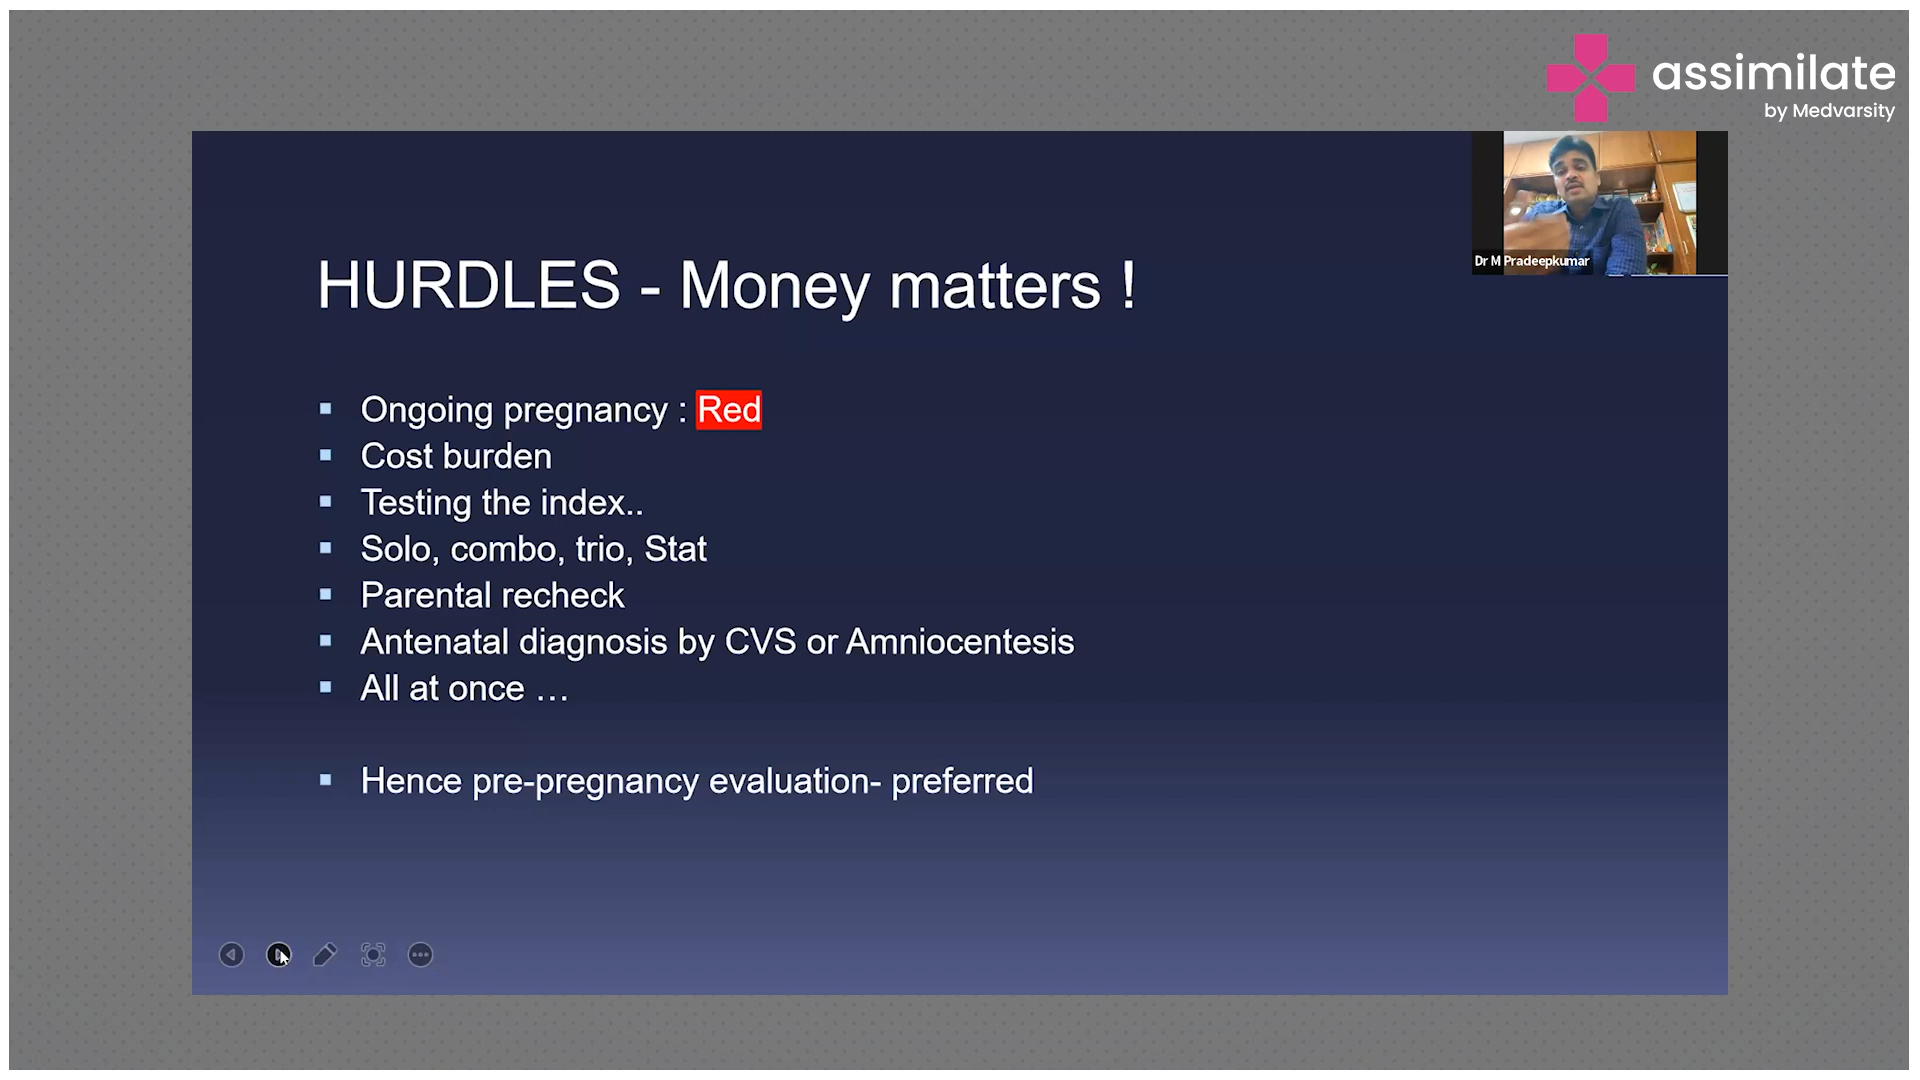 assimilate
by Medvarsity
Dr M Pradeepkumar
HURDLES - Money matters !
Ongoing pregnancy : Red
Cost burden
Testing the index..
Solo, combo, trio, Stat
Parental recheck
Antenatal diagnosis by CVS or Amniocentesis
All at once …
Hence pre-pregnancy evaluation- preferred